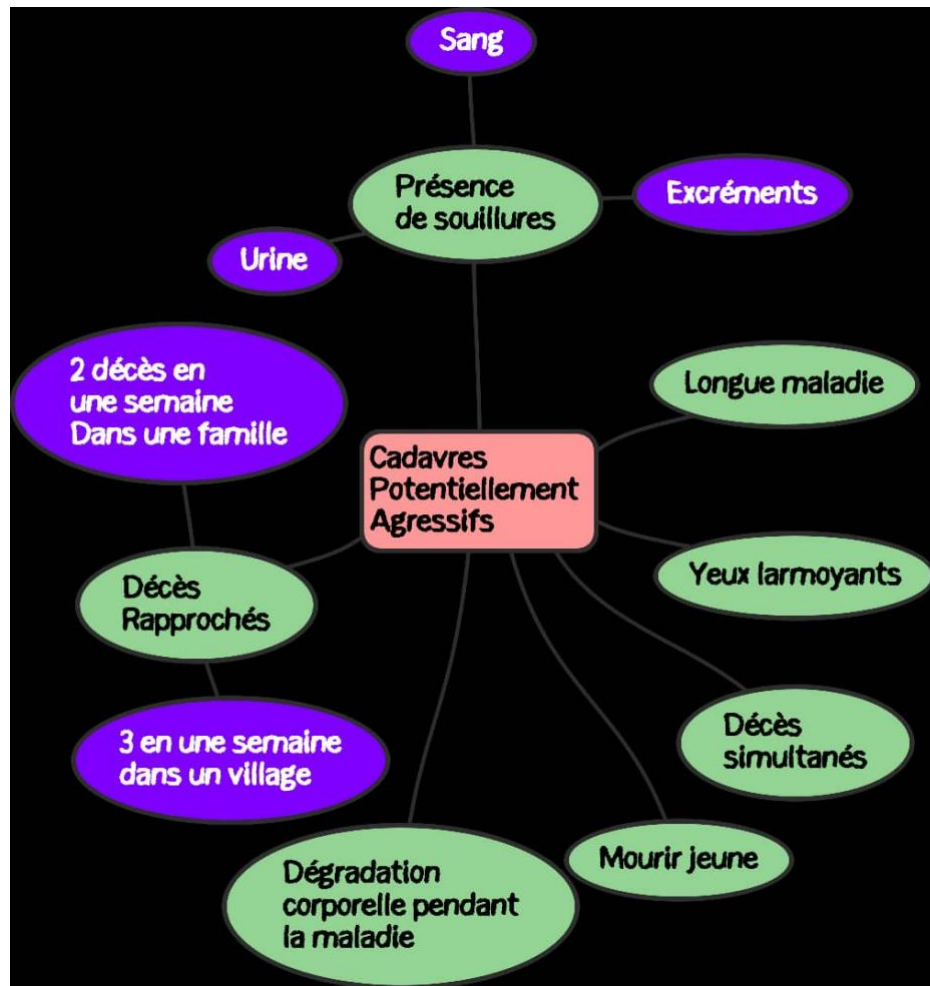 Sang
Présence
de souillures
Excréments
Urine
2 décès en
une semaine
Dans une famille
Longue maladie
Cadavres
Potentiellement
Agressifs
Yeux larmoyants
Décès
Rapprochés
Décès
simultanés
3 en une semaine
dans un village
Mourir jeune
Dégradation
corporelle pendant
la maladie